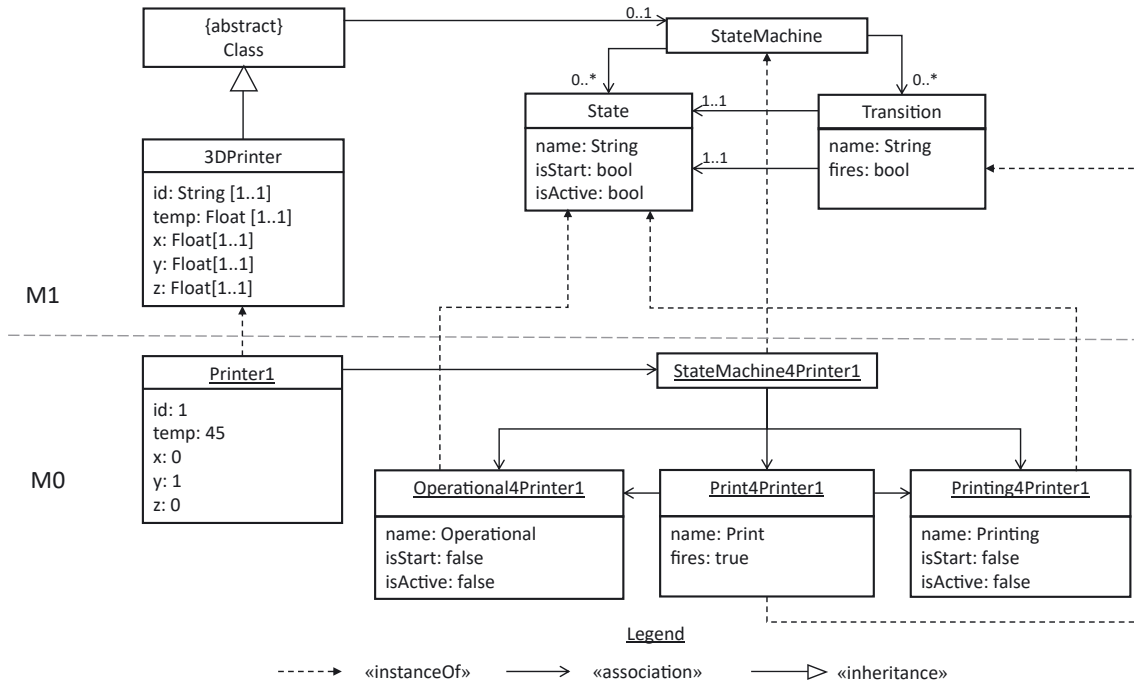 {abstract}
Class
0..1
StateMachine
0..*
0..*
State
name: String
isStart: bool
isActive: bool
1..1
1..1
Transition
name: String
fires: bool
3DPrinter
id: String [1..1]
temp: Float [1..1]
x: Float[1..1]
y: Float[1..1]
z: Float[1..1]
M1
M0
Printer1
id: 1
temp: 45
x: 0
y: 1
z: 0
StateMachine4Printer1
Operational4Printer1
name: Operational
isStart: false
isActive: false
Print4Printer1
name: Print
fires: true
Printing4Printer1
name: Printing
isStart: false
isActive: false
Legend
«instanceOf»
«association»
«inheritance»